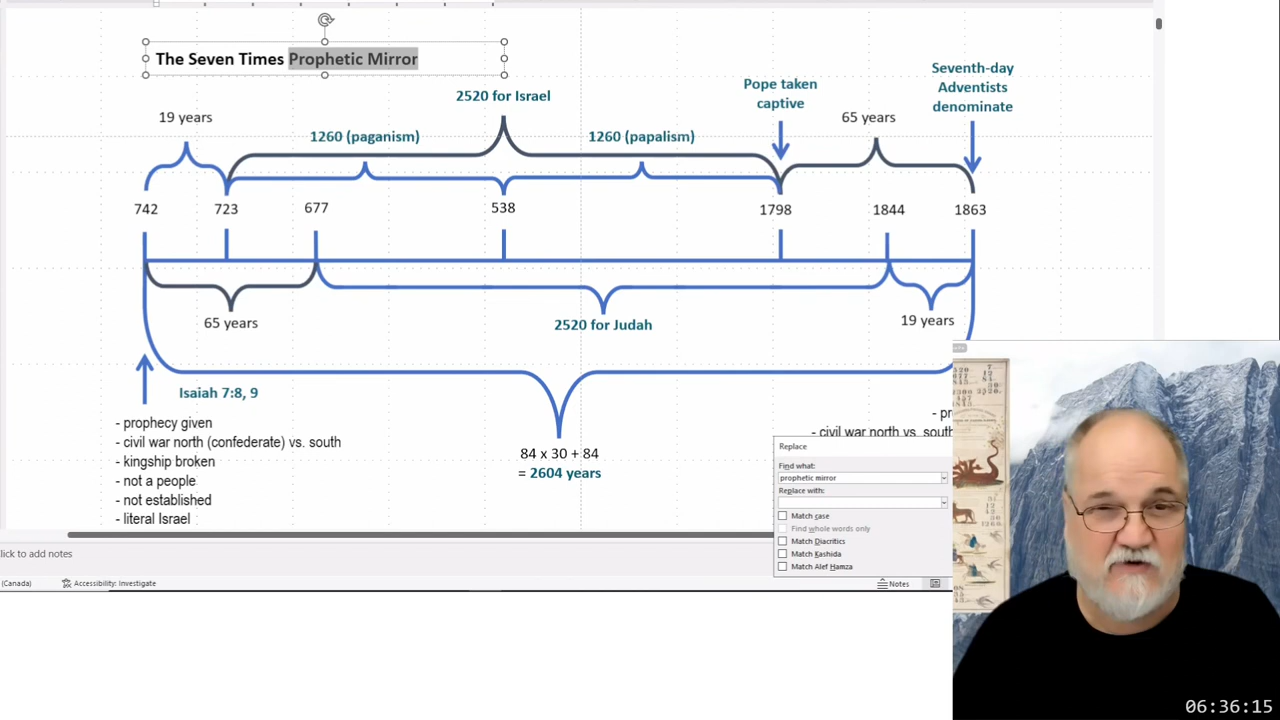 The Seven Times Prophetic Mirror
Seventh-day
Adventists
denominate
Pope taken
captive
2520 for Israel
19 years
65 years
1260 (paganism)
1260 (papalism)
742
723
677
538
1798
1844
1863
65 years
2520 for Judah
19 years
Isaiah 7:8, 9
- prophecy given
- civil war north (confederate) vs. south
- kingship broken
- not a people
- not established
- literal Israel
84 x 30 + 84
= 2604 years
- pr
- civil war north vs. south
Replace
Find what:
prophetic mirror
Replace with:
Match case
Find whole words only
Match Diacritics
Match Kashida
Match Alef Hamza
lick to add notes
(Canada)
Accessibility: Investigate
Notes
06:36:15